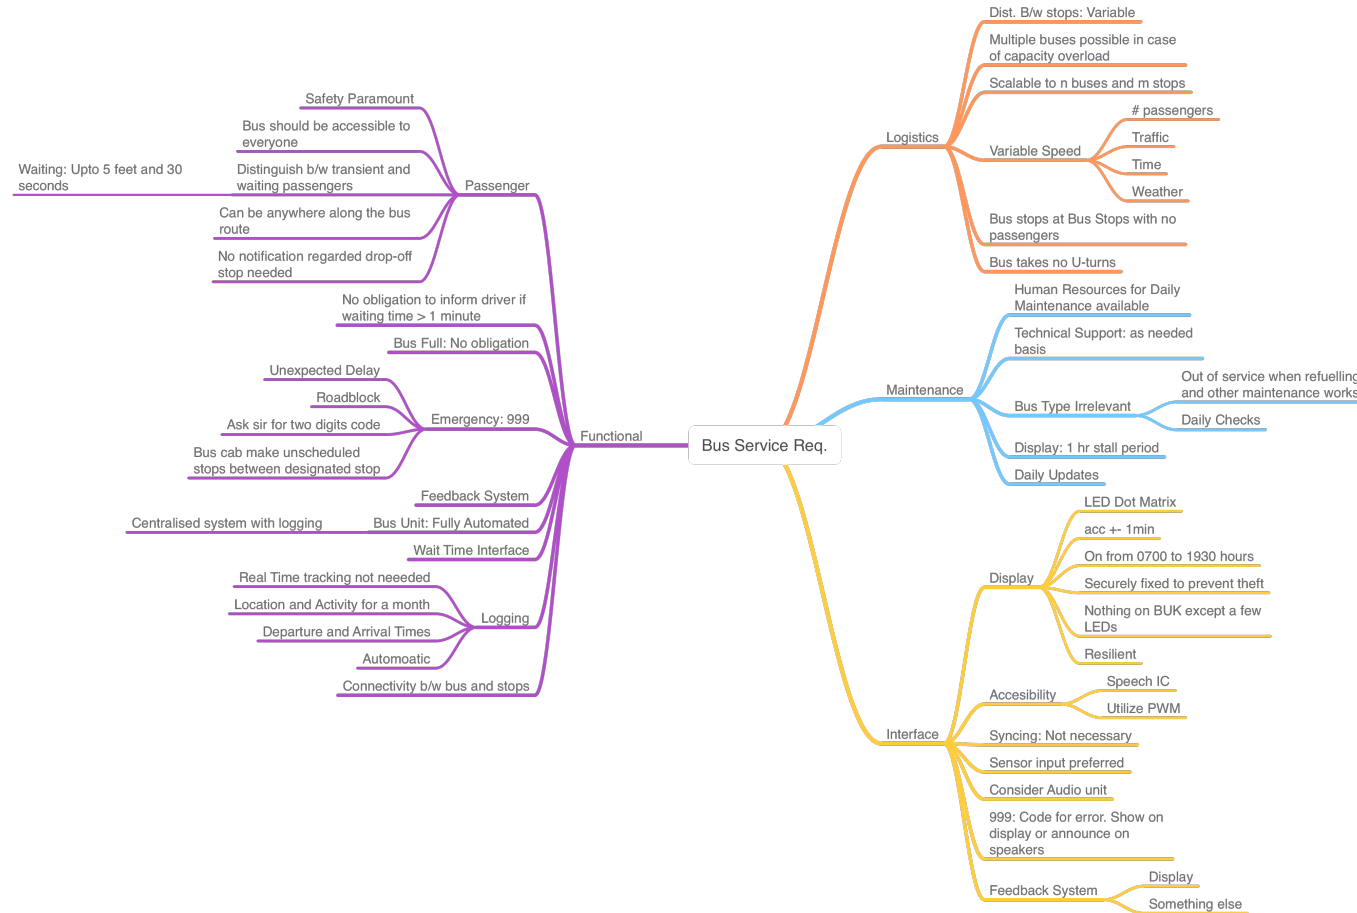 Dist. B/w stops: Variable
Multiple buses possible in case
of capacity overload
Scalable to n buses and m stops
Logistics
# passengers
Variable Speed
Traffic
Time
Weather
Bus stops at Bus Stops with no
passengers
Bus takes no U-turns
Safety Paramount
Bus should be accessible to
everyone
Waiting: Upto 5 feet and 30
seconds
Distinguish b/w transient and
waiting passengers
Passenger
Can be anywhere along the bus
route
No notification regarded drop-off
stop needed
No obligation to inform driver if
waiting time > 1 minute
Bus Full: No obligation
Unexpected Delay
Roadblock
Emergency: 999
Ask sir for two digits code
Bus cab make unscheduled
stops between designated stop
Functional
Feedback System
Centralised system with logging
Bus Unit: Fully Automated
Wait Time Interface
Real Time tracking not neeeded
Location and Activity for a month
Logging
Departure and Arrival Times
Automoatic
Connectivity b/w bus and stops
Bus Service Req.
Human Resources for Daily
Maintenance available
Technical Support: as needed
basis
Maintenance
Bus Type Irrelevant
Out of service when refuelling
and other maintenance works
Daily Checks
Display: 1 hr stall period
Daily Updates
LED Dot Matrix
acc +- 1min
On from 0700 to 1930 hours
Display
Securely fixed to prevent theft
Nothing on BUK except a few
LEDs
Resilient
Accesibility
Speech IC
Utilize PWM
Interface
Syncing: Not necessary
Sensor input preferred
Consider Audio unit
999: Code for error. Show on
display or announce on
speakers
Feedback System
Display
Something else